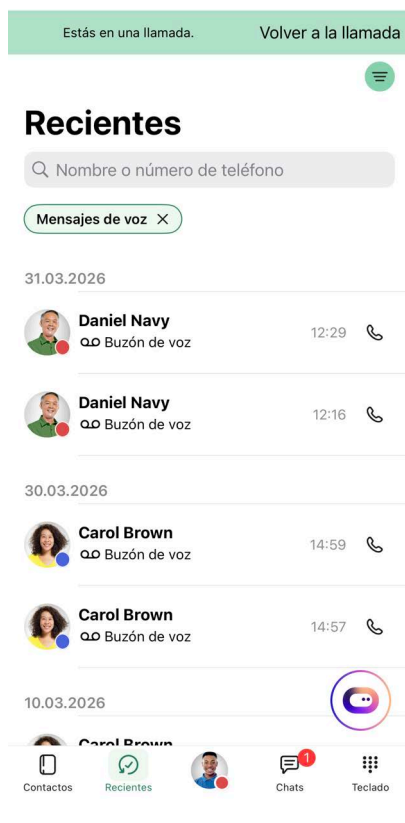 Estás en una llamada. Volver a la llamada
Recientes
Nombre o número de teléfono
Mensajes de voz
31.03.2026
Daniel Navy
Buzón de voz
12:29
Daniel Navy
Buzón de voz
12:16
30.03.2026
Carol Brown
Buzón de voz
14:59
Carol Brown
Buzón de voz
14:57
10.03.2026
Carol Brown
1
Contactos Recientes Chats Teclado